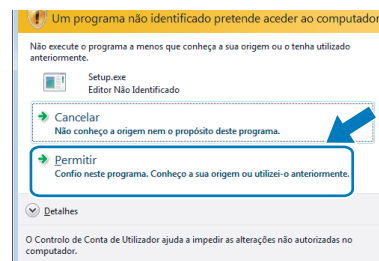 Um programa não identificado pretende aceder ao computador
Não execute o programa a menos que conheça a sua origem ou o tenha utilizado
anteriormente.
Setup.exe
Editor Não Identificado
Cancelar
Não conheço a origem nem o propósito deste programa.
Permitir
Confio neste programa. Conheço a sua origem ou utilizei-o anteriormente.
Detalhes
O Controlo de Conta de Utilizador ajuda a impedir as alterações não autorizadas no
computador.